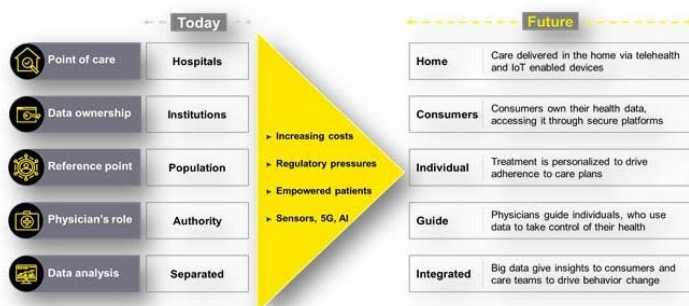 Today
Future
Point of care
Hospitals
Home
Care delivered in the home via telehealth
and IoT enabled devices
Data ownership
Institutions
Consumers
Consumers own their health data,
accessing it through secure platforms
Reference point
Population
Individual
Treatment is personalized to drive
adherence to care plans
Physician's role
Authority
Guide
Physicians guide individuals, who use
data to take control of their health
Data analysis
Separated
Integrated
Big data give insights to consumers and
care teams to drive behavior change
► Increasing costs
► Regulatory pressures
► Empowered patients
► Sensors, 5G, AI